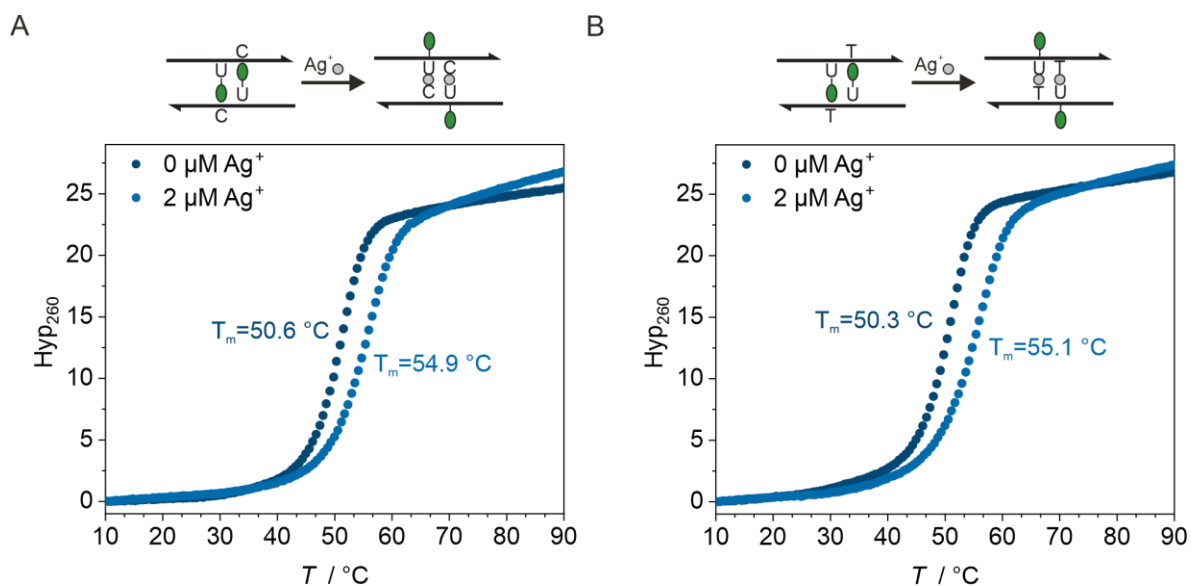 A
C
U
U
C
Ag⁺
U C
C U
0 μM Ag⁺
2 μM Ag⁺
Tₘ=50.6 °C
Tₘ=54.9 °C
Hyp₂₆₀
25
20
15
10
5
0
10 20 30 40 50 60 70 80 90
T / °C
B
T
U
U
T
Ag⁺
U T
T U
0 μM Ag⁺
2 μM Ag⁺
Tₘ=50.3 °C
Tₘ=55.1 °C
Hyp₂₆₀
25
20
15
10
5
0
10 20 30 40 50 60 70 80 90
T / °C